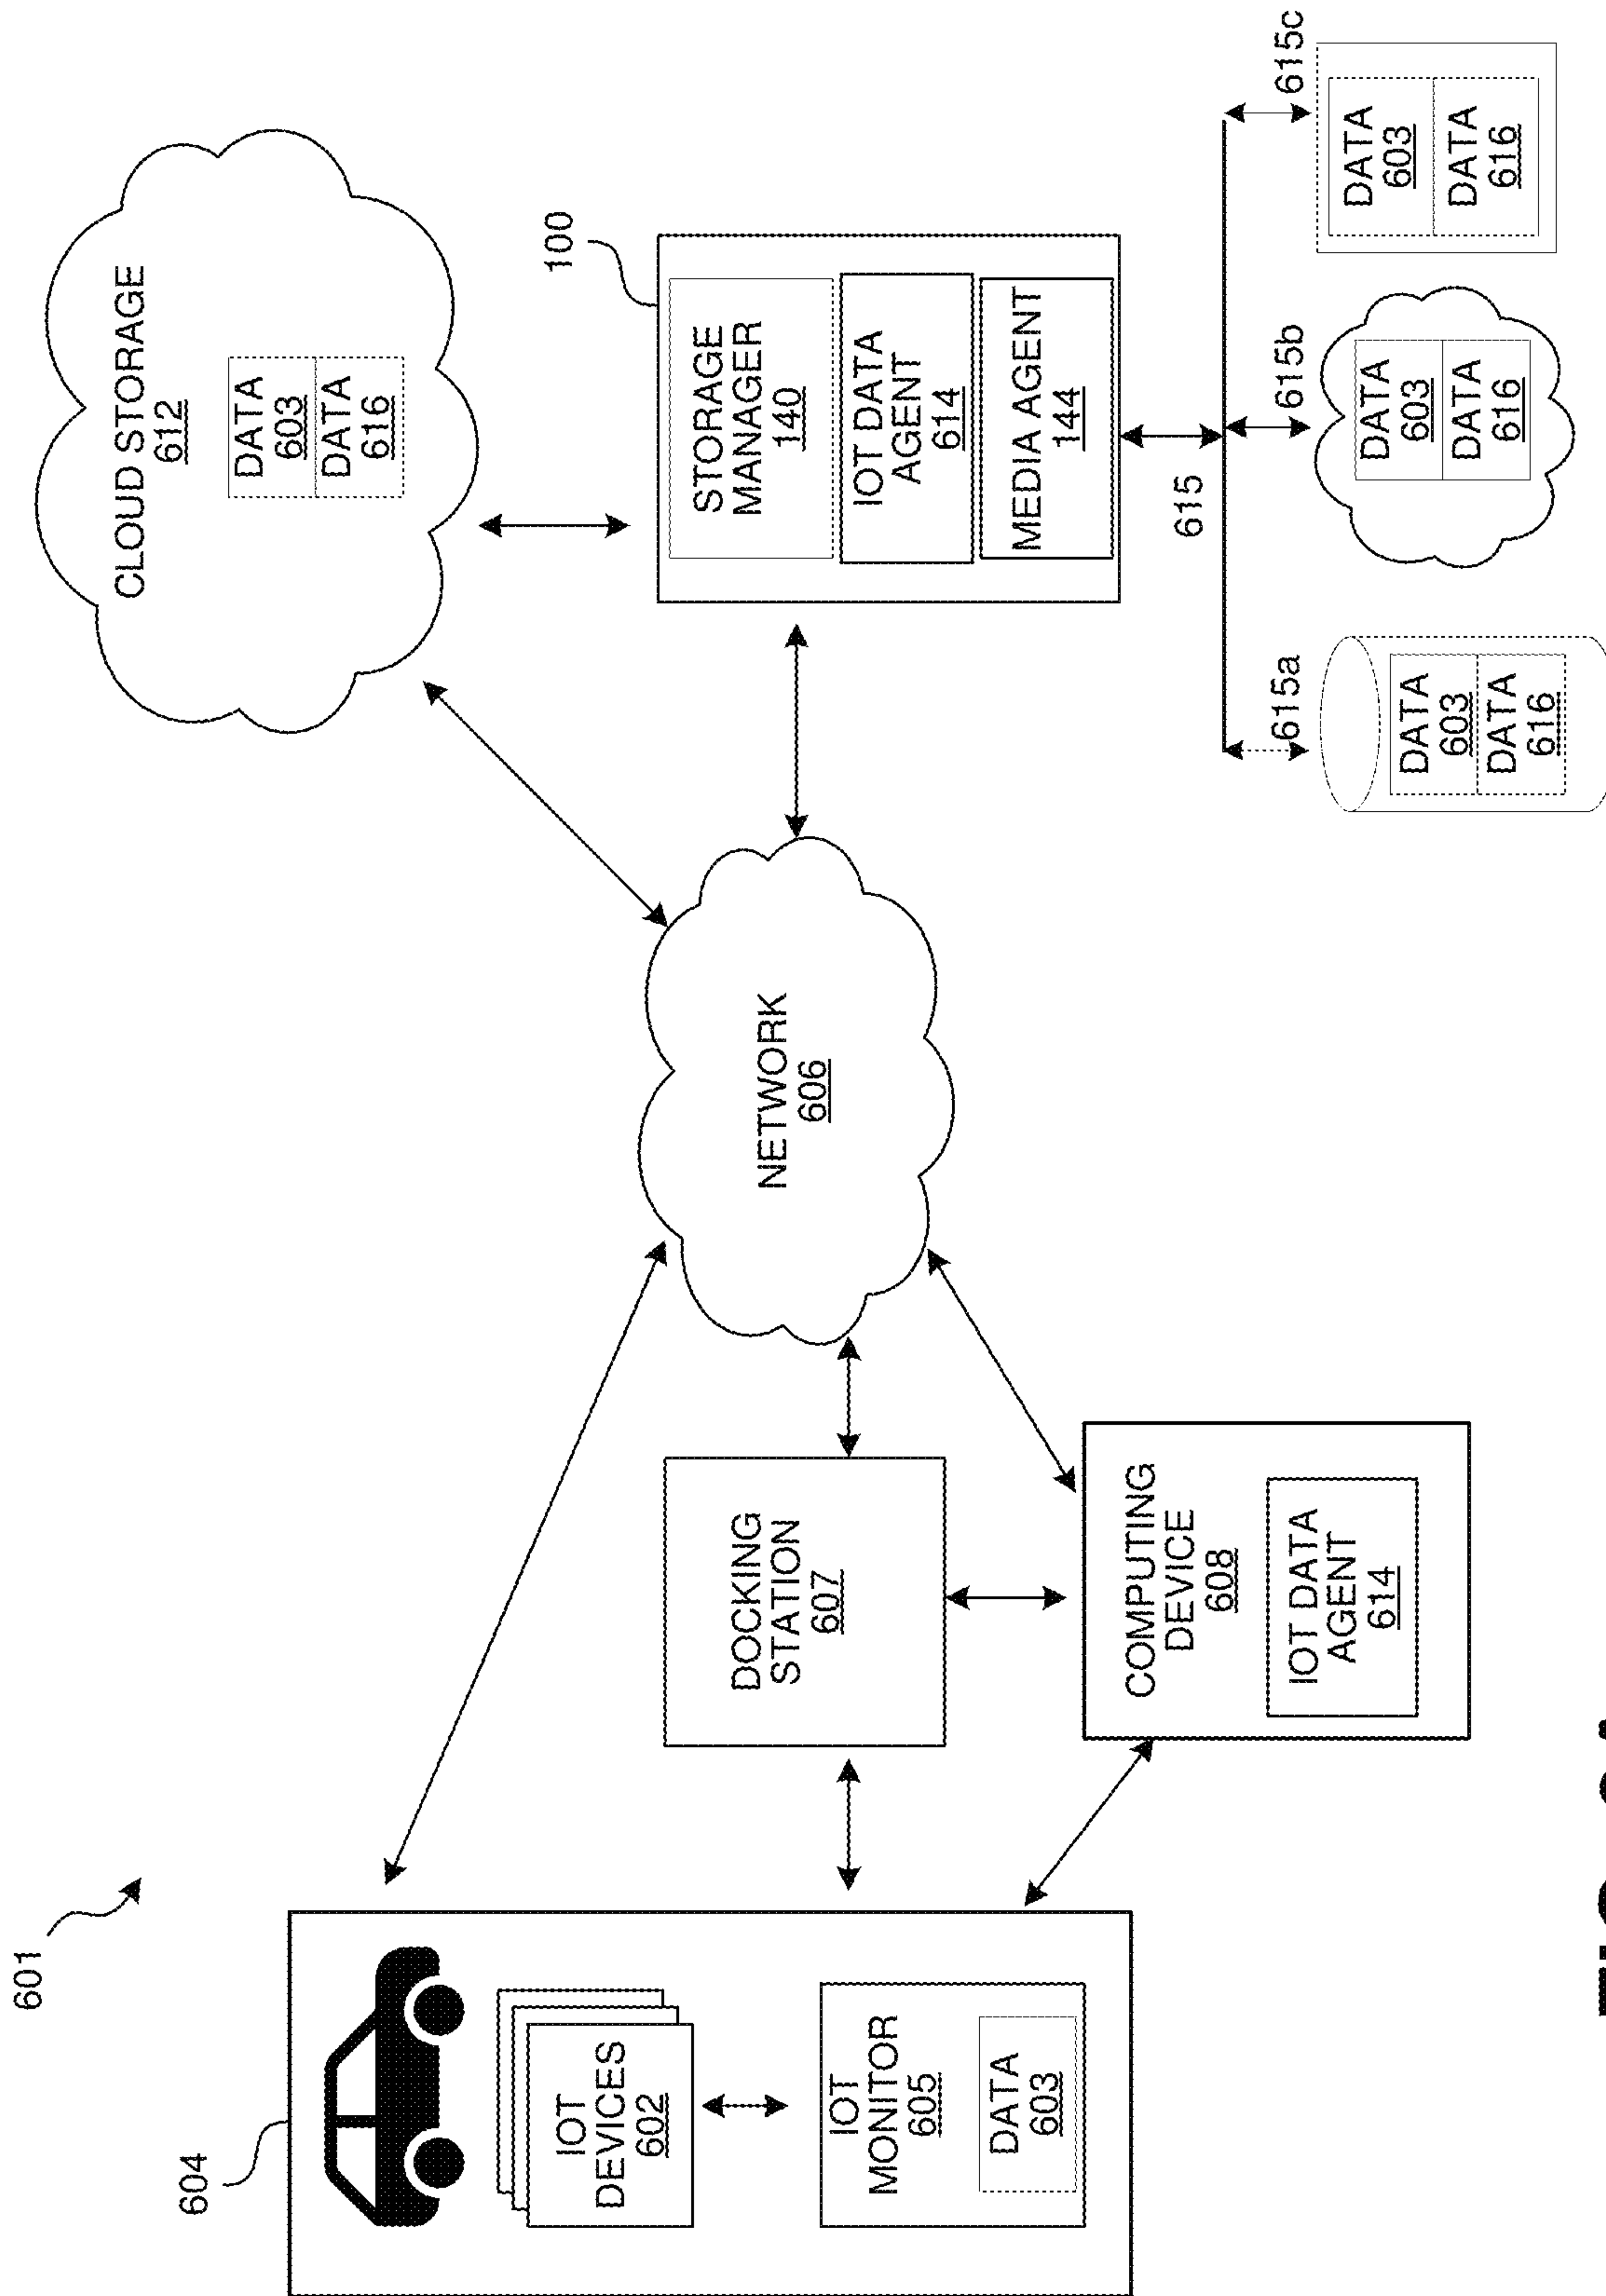 601
604
IOT
DEVICES
602
IOT
MONITOR
605
DATA
603
DOCKING
STATION
607
COMPUTING
DEVICE
608
IOT DATA
AGENT
614
NETWORK
606
CLOUD STORAGE
612
DATA
603
DATA
616
100
STORAGE
MANAGER
140
IOT DATA
AGENT
614
MEDIA AGENT
144
615
615a
615b
615c
DATA
603
DATA
616
DATA
603
DATA
616
DATA
603
DATA
616